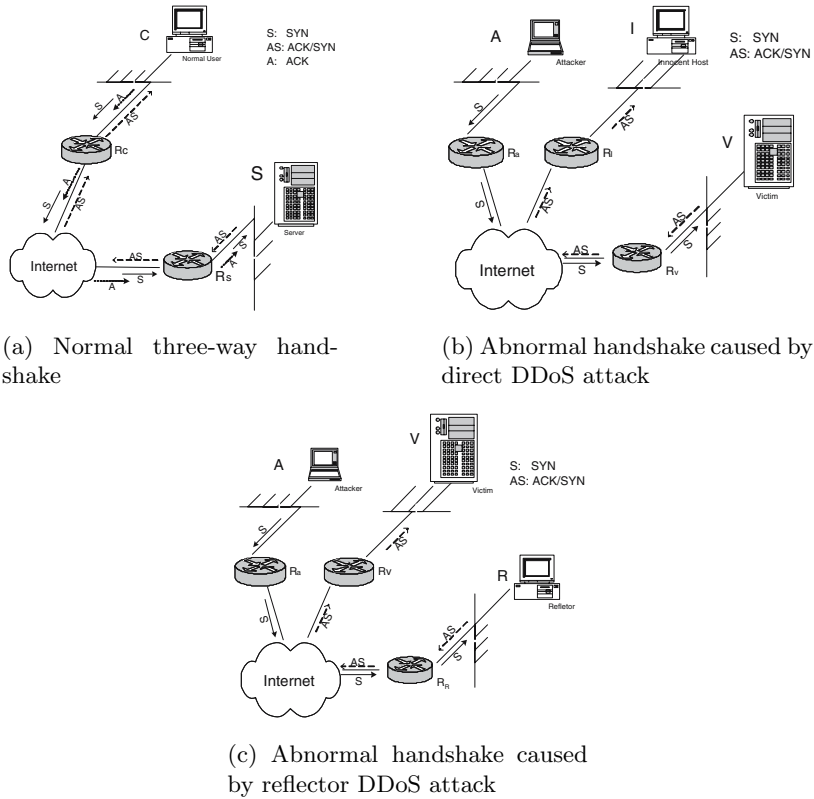 C
Normal User
S: SYN
AS: ACK/SYN
A: ACK
S
A
AS
Rc
A
S
AS
S
Server
Internet
AS
S
A
AS
S
A
Rs
(a) Normal three-way hand-
shake
A
Attacker
I
Innocent Host
S: SYN
AS: ACK/SYN
S
AS
Ra
Ri
V
Victim
S
AS
AS
S
Internet
AS
S
Rv
(b) Abnormal handshake caused by
direct DDoS attack
A
Attacker
V
Victim
S: SYN
AS: ACK/SYN
S
AS
Ra
Rv
R
Refletor
S
AS
AS
S
Internet
AS
S
RR
(c) Abnormal handshake caused
by reflector DDoS attack